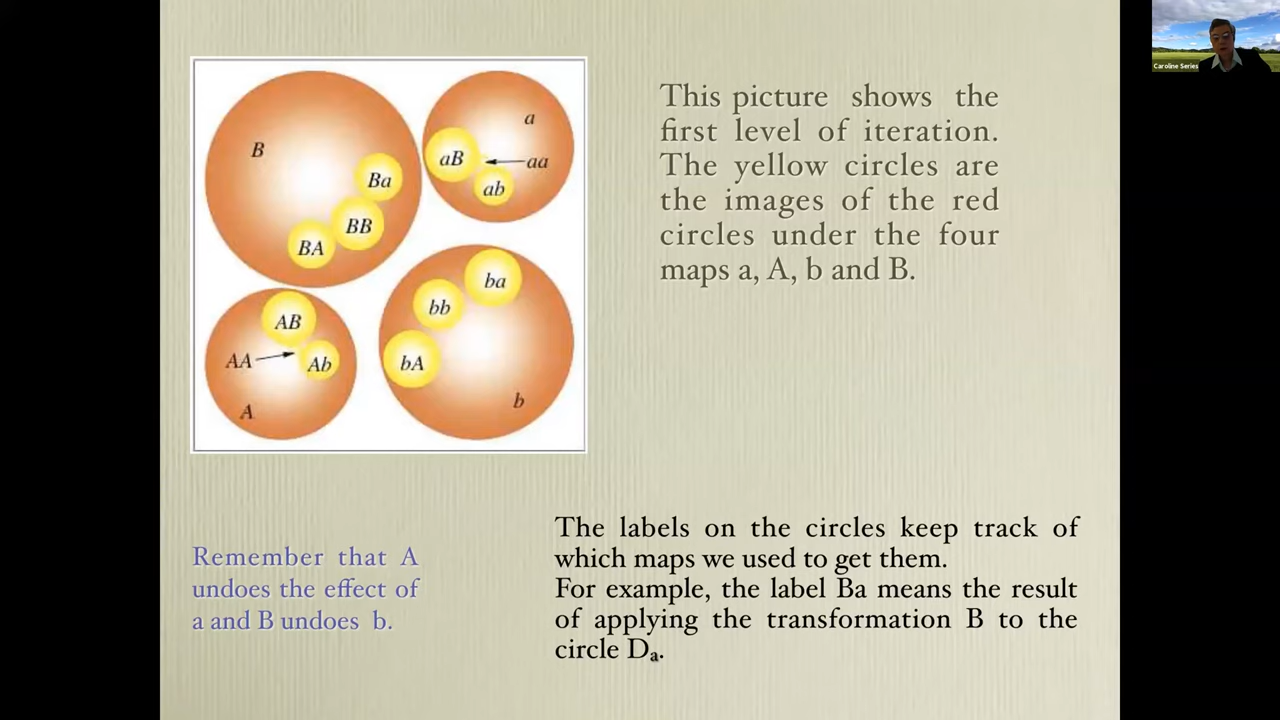 B
Ba
BB
BA
a
aB
aa
ab
AB
AA
Ab
A
ba
bb
bA
b
This picture shows the
first level of iteration.
The yellow circles are
the images of the red
circles under the four
maps a, A, b and B.
Remember that A
undoes the effect of
a and B undoes b.
The labels on the circles keep track of
which maps we used to get them.
For example, the label Ba means the result
of applying the transformation B to the
circle Da.
Caroline Series